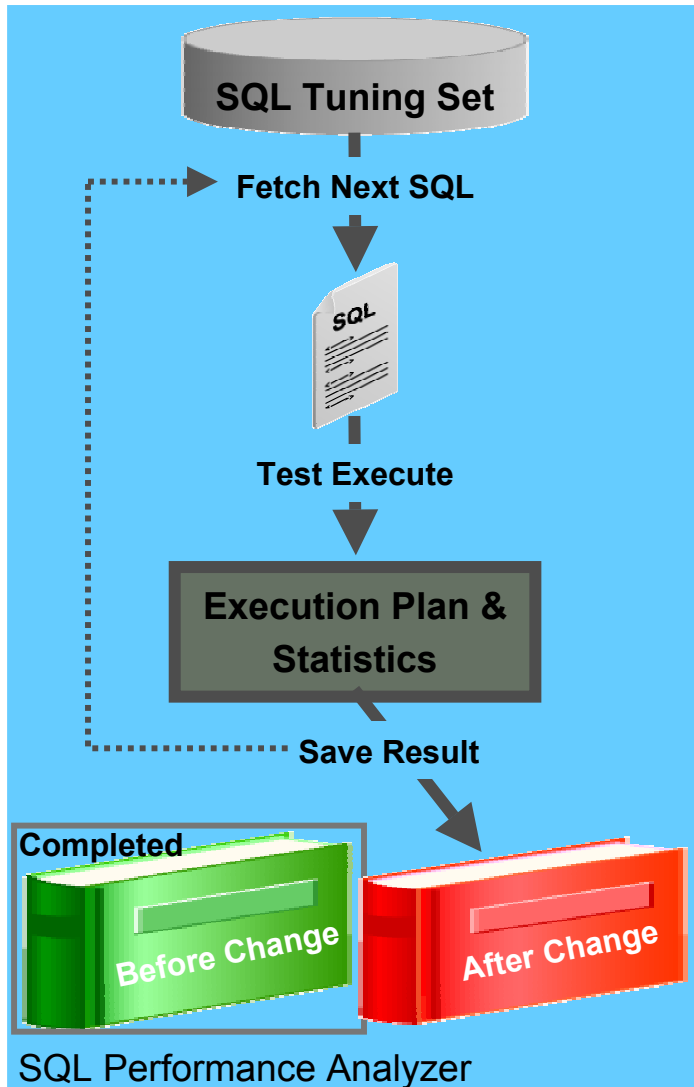 SQL Tuning Set
Fetch Next SQL
SQL
Test Execute
Execution Plan &
Statistics
Save Result
Completed
Before Change
After Change
SQL Performance Analyzer